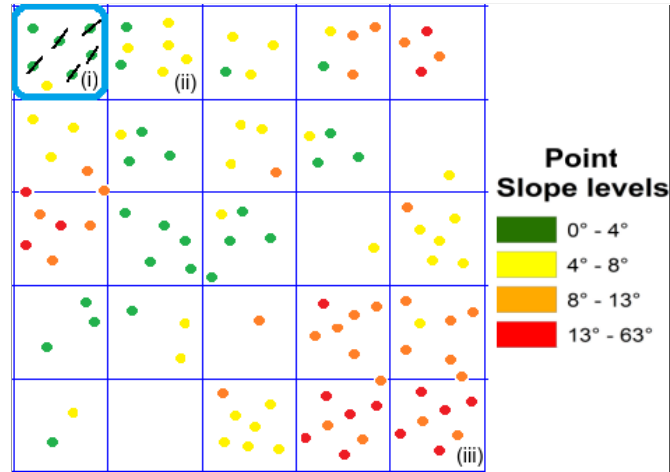 (i)
(ii)
(iii)
Point
Slope levels
0° - 4°
4° - 8°
8° - 13°
13° - 63°